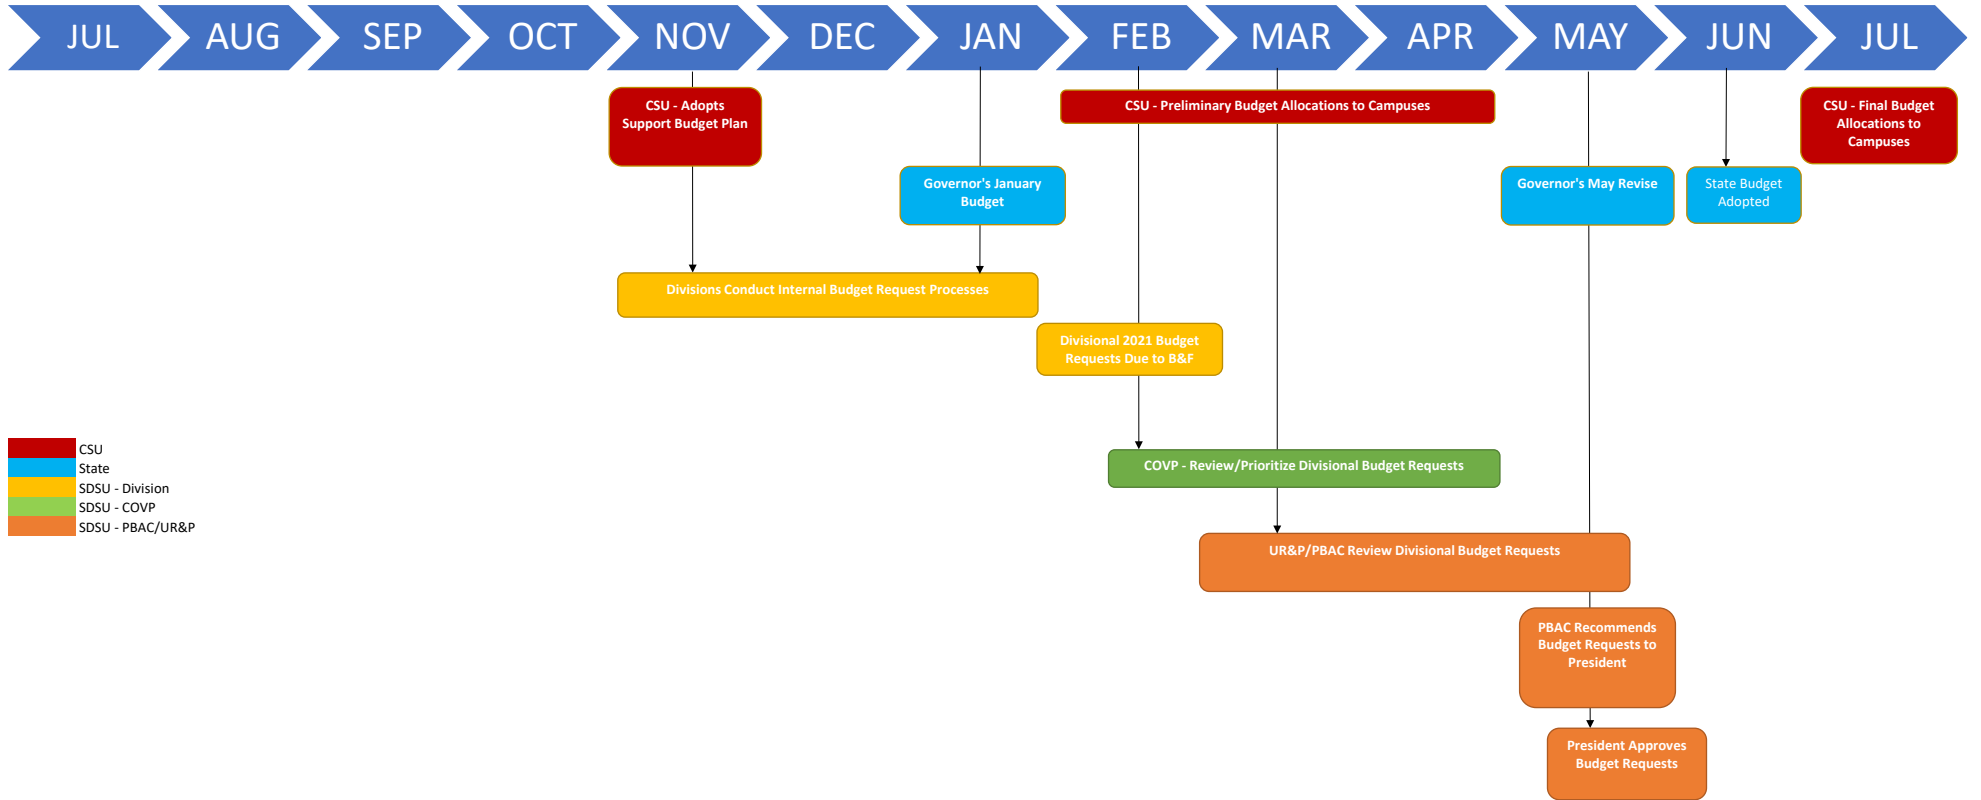 JUL
AUG
SEP
OCT
NOV
DEC
JAN
FEB
MAR
APR
MAY
JUN
JUL
CSU - Adopts
Support Budget Plan
CSU - Preliminary Budget Allocations to Campuses
CSU - Final Budget
Allocations to
Campuses
Governor's January
Budget
Governor's May Revise
State Budget
Adopted
Divisions Conduct Internal Budget Request Processes
Divisional 2021 Budget
Requests Due to B&F
COVP - Review/Prioritize Divisional Budget Requests
UR&P/PBAC Review Divisional Budget Requests
PBAC Recommends
Budget Requests to
President
President Approves
Budget Requests
CSU
State
SDSU - Division
SDSU - COVP
SDSU - PBAC/UR&P